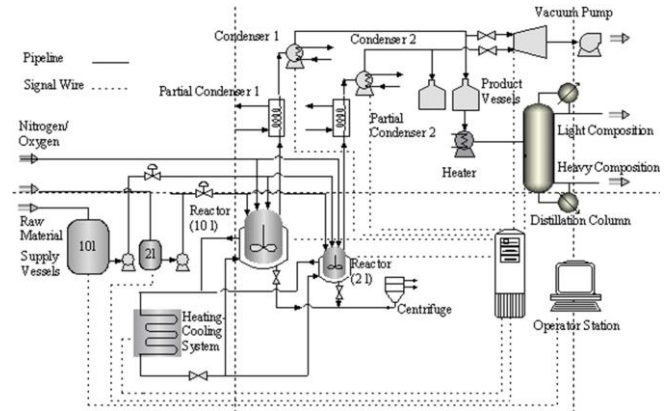 Vacuum Pump
Condenser 1
Condenser 2
Pipeline
Signal Wire
Product
Vessels
Partial Condenser 1
Partial
Condenser 2
Nitrogen/
Oxygen
Light Composition
Heater
Heavy Composition
Reactor
(10 l)
Distillation Column
Raw
Material
Supply
Vessels
10l
2l
Reactor
(2 l)
Centrifuge
Heating-
Cooling
System
Operator Station